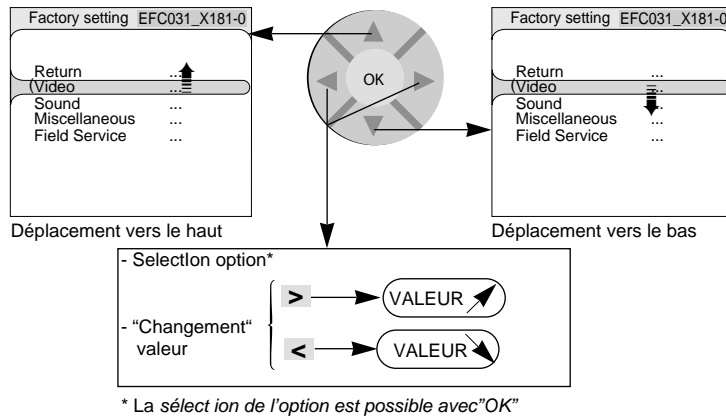 Factory setting EFC031_X181-0
Return ...
(Video ...
Sound ...
Miscellaneous ...
Field Service ...
Déplacement vers le haut
OK
Factory setting EFC031_X181-0
Return ...
(Video ...
Sound ...
Miscellaneous ...
Field Service ...
Déplacement vers le bas
- SelectIon option*
- “Changement“
valeur
> VALEUR
< VALEUR
* La sélect ion de l’option est possible avec”OK”